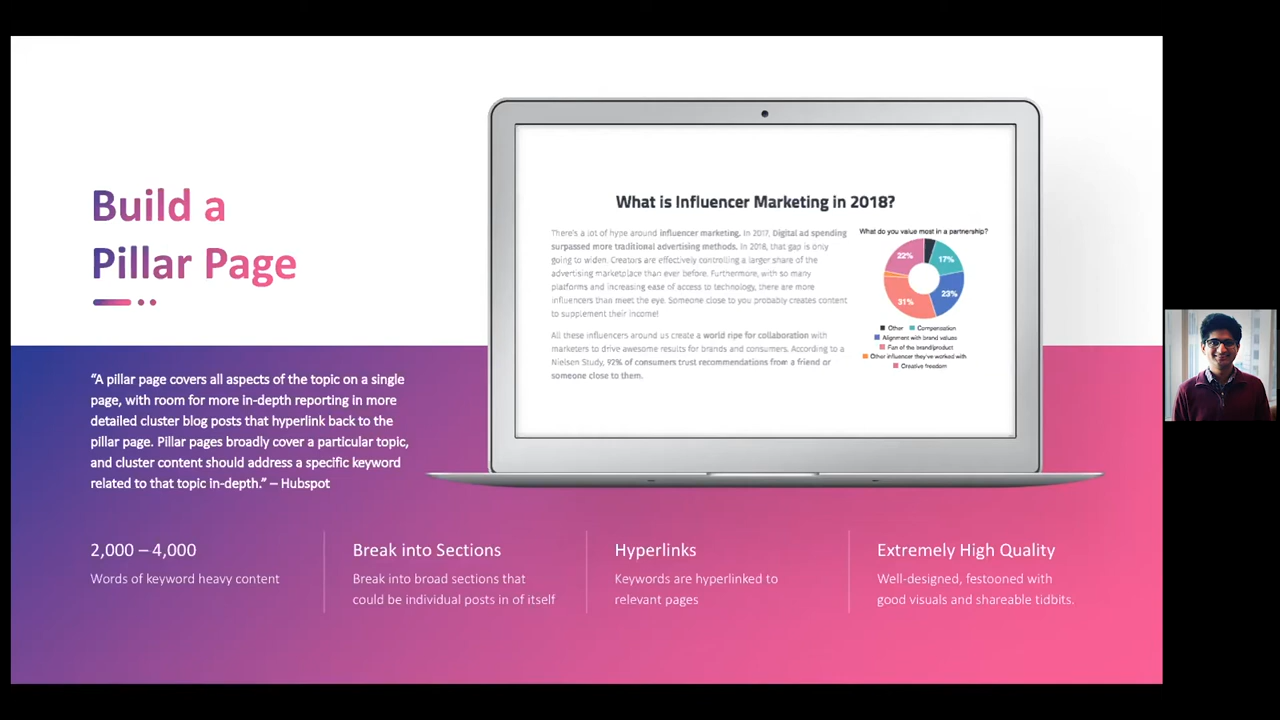 Build a
Pillar Page
“A pillar page covers all aspects of the topic on a single
page, with room for more in-depth reporting in more
detailed cluster blog posts that hyperlink back to the
pillar page. Pillar pages broadly cover a particular topic,
and cluster content should address a specific keyword
related to that topic in-depth.” – Hubspot
What is Influencer Marketing in 2018?
There's a lot of hype around influencer marketing. In 2017, Digital ad spending
surpassed more traditional advertising methods. In 2018, that gap is only
going to widen. Creators are effectively controlling a larger share of the
advertising marketplace than ever before. Furthermore, with so many
platforms and increasing ease of access to technology, there are more
influencers than meet the eye. Someone close to you probably creates content
to supplement their income!
All these influencers around us create a world ripe for collaboration with
marketers to drive awesome results for brands and consumers. According to a
Nielsen Study, 92% of consumers trust recommendations from a friend or
someone close to them.
What do you value most in a partnership?
22%
17%
23%
31%
Other Compensation
Alignment with brand values
Fan of the brand/product
Other influencer they've worked with
Creative freedom
2,000 – 4,000
Words of keyword heavy content
Break into Sections
Break into broad sections that
could be individual posts in of itself
Hyperlinks
Keywords are hyperlinked to
relevant pages
Extremely High Quality
Well-designed, festooned with
good visuals and shareable tidbits.